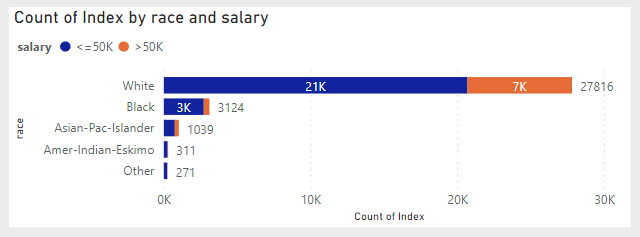 Count of Index by race and salary
salary <=50K >50K
White 21K 7K 27816
Black 3K 3124
Asian-Pac-Islander 1039
Amer-Indian-Eskimo 311
Other 271
race
0K 10K 20K 30K
Count of Index